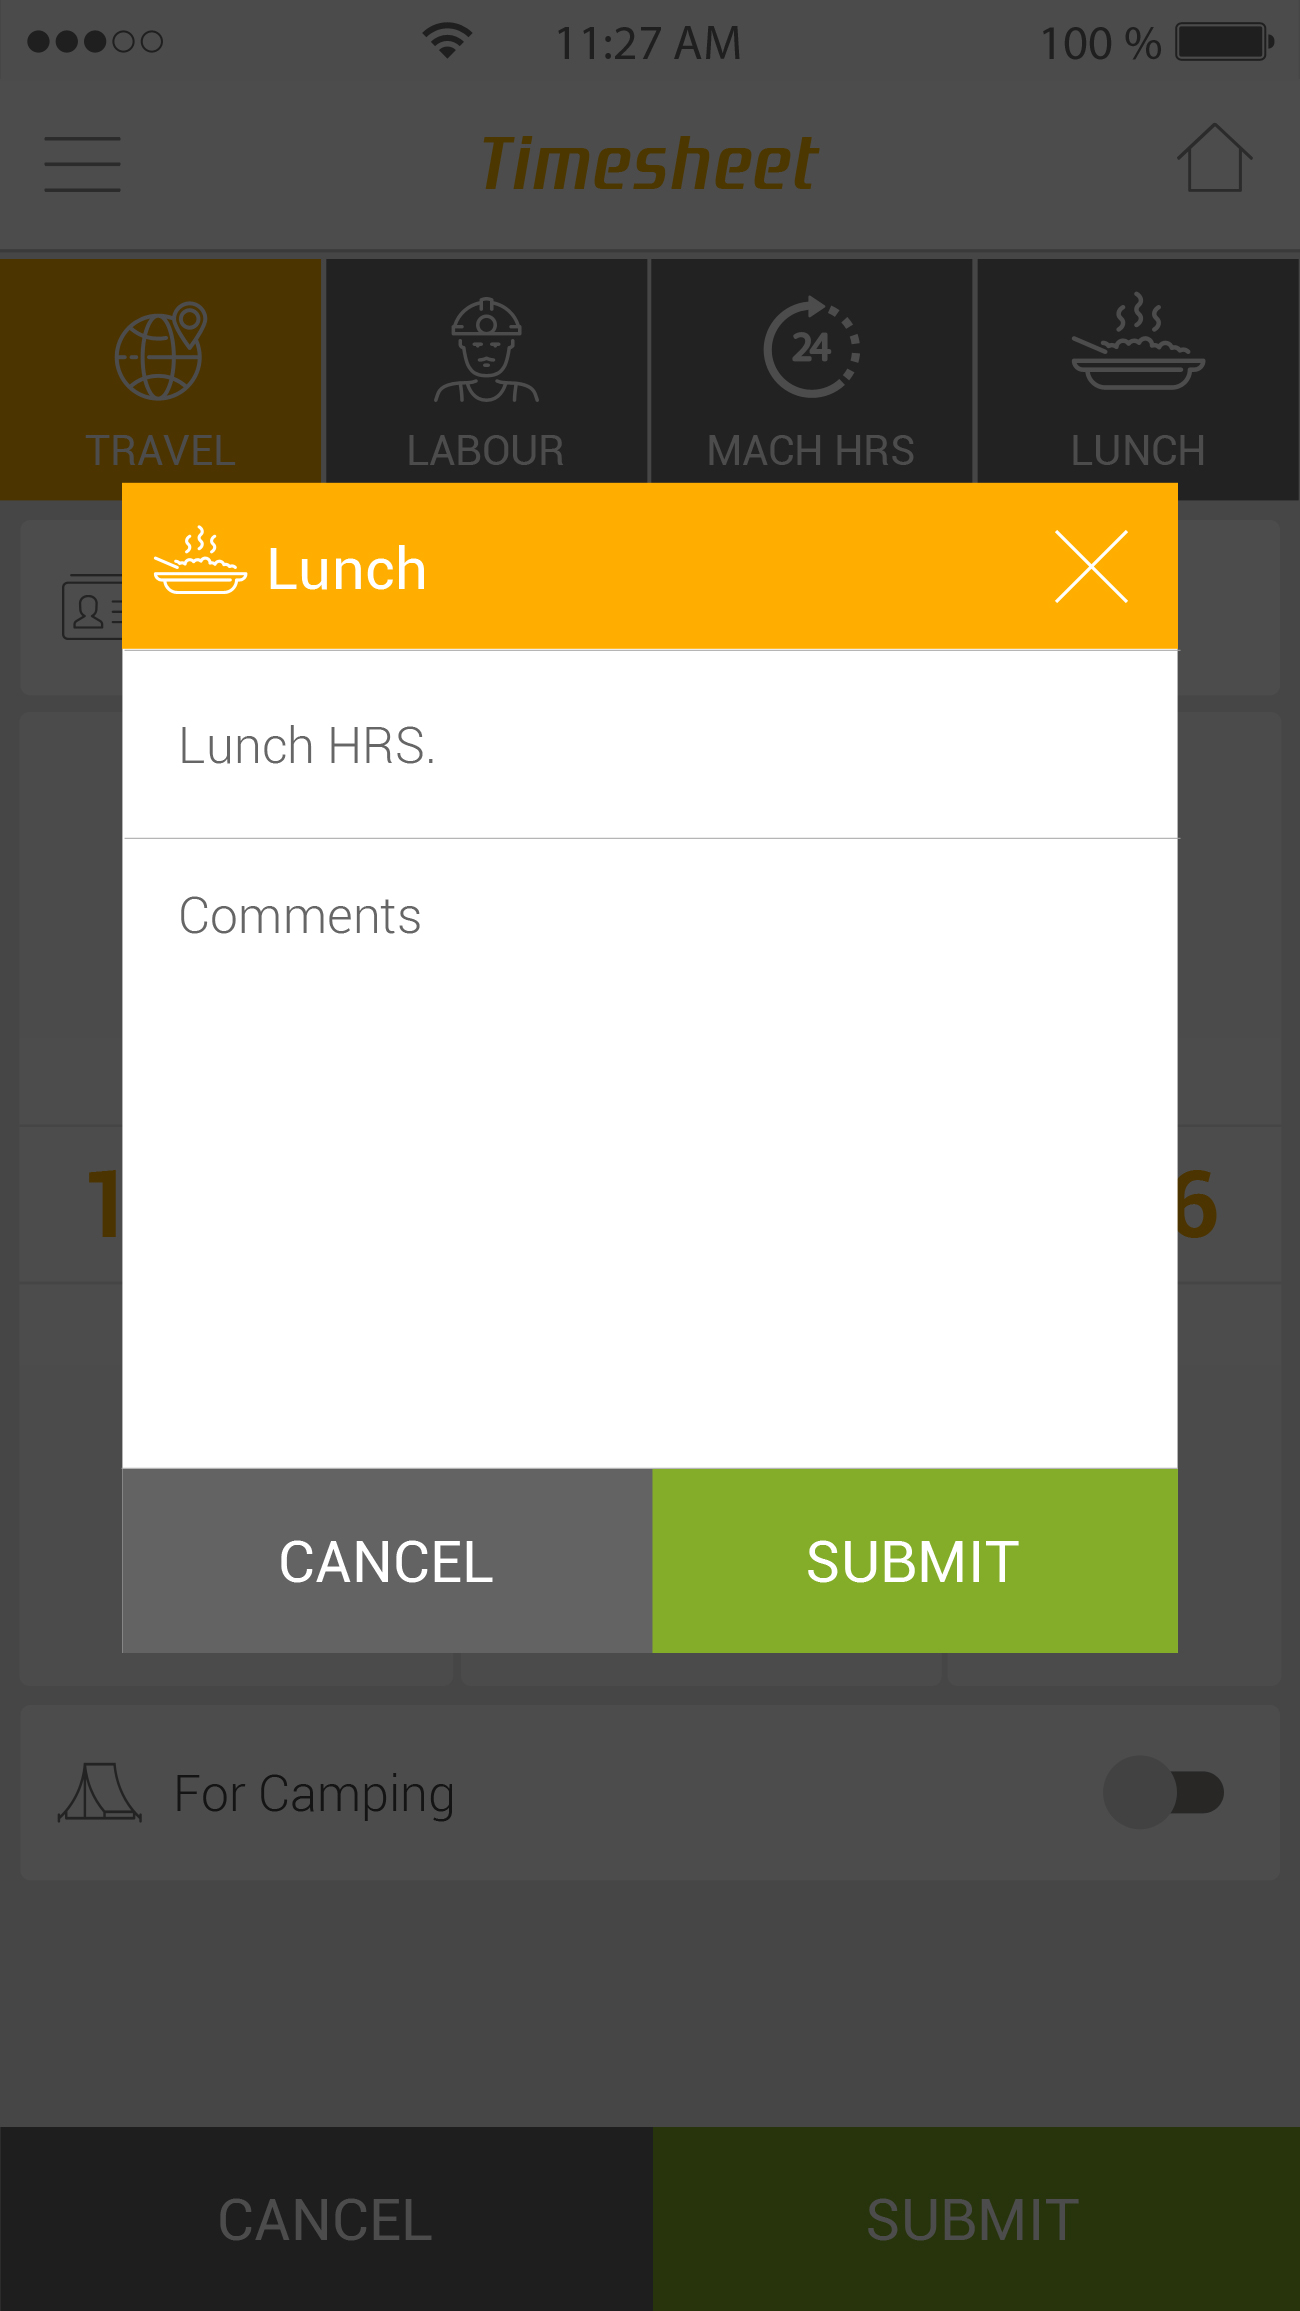 11:27 AM
100 %
Timesheet
24
TRAVEL
LABOUR
MACH HRS
LUNCH
Lunch
Lunch HRS.
Comments
1
6
CANCEL
SUBMIT
For Camping
CANCEL
SUBMIT